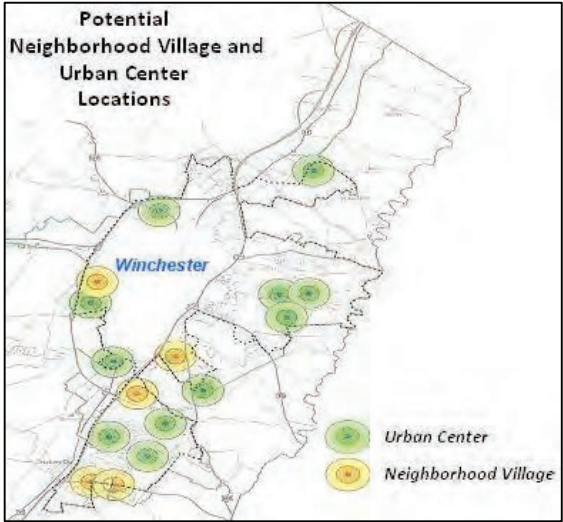 Potential
Neighborhood Village and
Urban Center
Locations
Winchester
Urban Center
Neighborhood Village